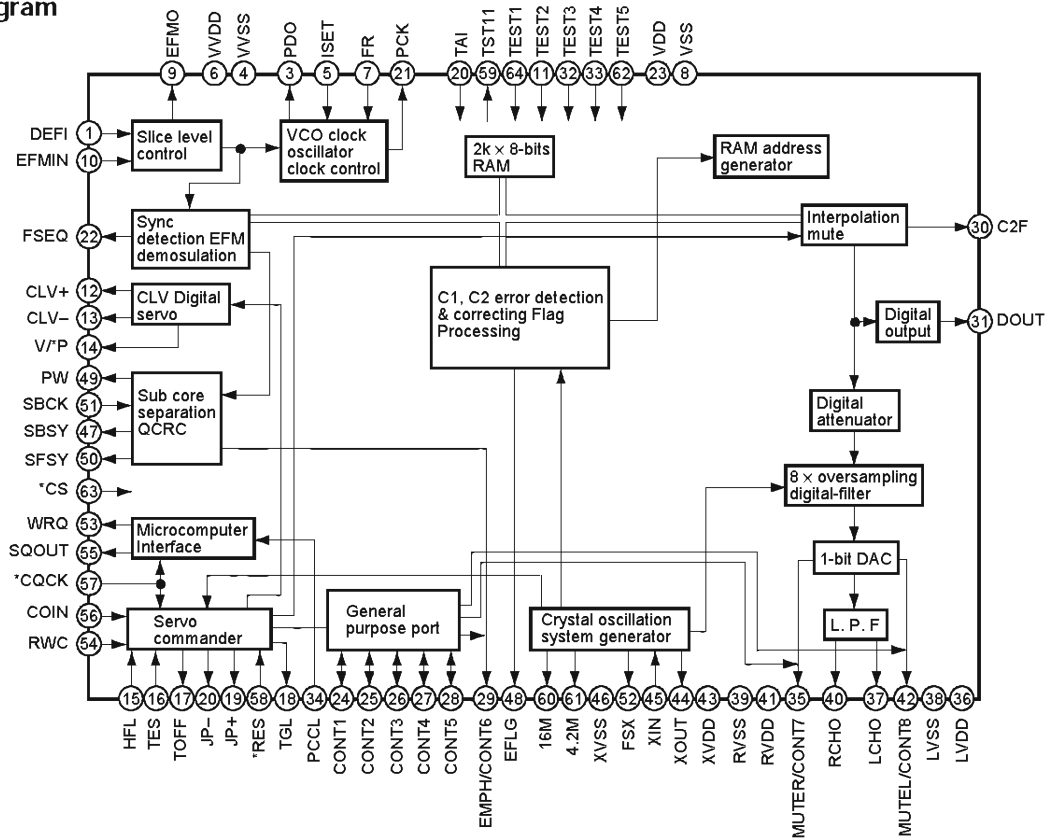 gram
EFMO
VVDD
VVSS
PDO
ISET
FR
PCK
TAI
TST11
TEST1
TEST2
TEST3
TEST4
TEST5
VDD
VSS
9
6
4
3
5
7
21
20
59
64
11
32
33
62
23
8
DEFI
1
EFMIN
10
Slice level
control
VCO clock
oscillator
clock control
2k × 8-bits
RAM
RAM address
generator
FSEQ
22
Sync
detection EFM
demosulation
Interpolation
mute
30
C2F
CLV+
12
CLV–
13
V/*P
14
CLV Digital
servo
C1, C2 error detection
& correcting Flag
Processing
Digital
output
31
DOUT
PW
49
SBCK
51
SBSY
47
SFSY
50
Sub core
separation
QCRC
Digital
attenuator
*CS
63
8 × oversampling
digital-filter
WRQ
53
SQOUT
55
Microcomputer
Interface
1-bit DAC
*CQCK
57
COIN
56
RWC
54
Servo
commander
General
purpose port
Crystal oscillation
system generator
L. P. F
15
16
17
20
19
58
18
34
24
25
26
27
28
29
48
60
61
46
52
45
44
43
39
41
35
40
37
42
38
36
HFL
TES
TOFF
JP–
JP+
*RES
TGL
PCCL
CONT1
CONT2
CONT3
CONT4
CONT5
EMPH/CONT6
EFLG
16M
4.2M
XVSS
FSX
XIN
XOUT
XVDD
RVSS
RVDD
MUTER/CONT7
RCHO
LCHO
MUTEL/CONT8
LVSS
LVDD